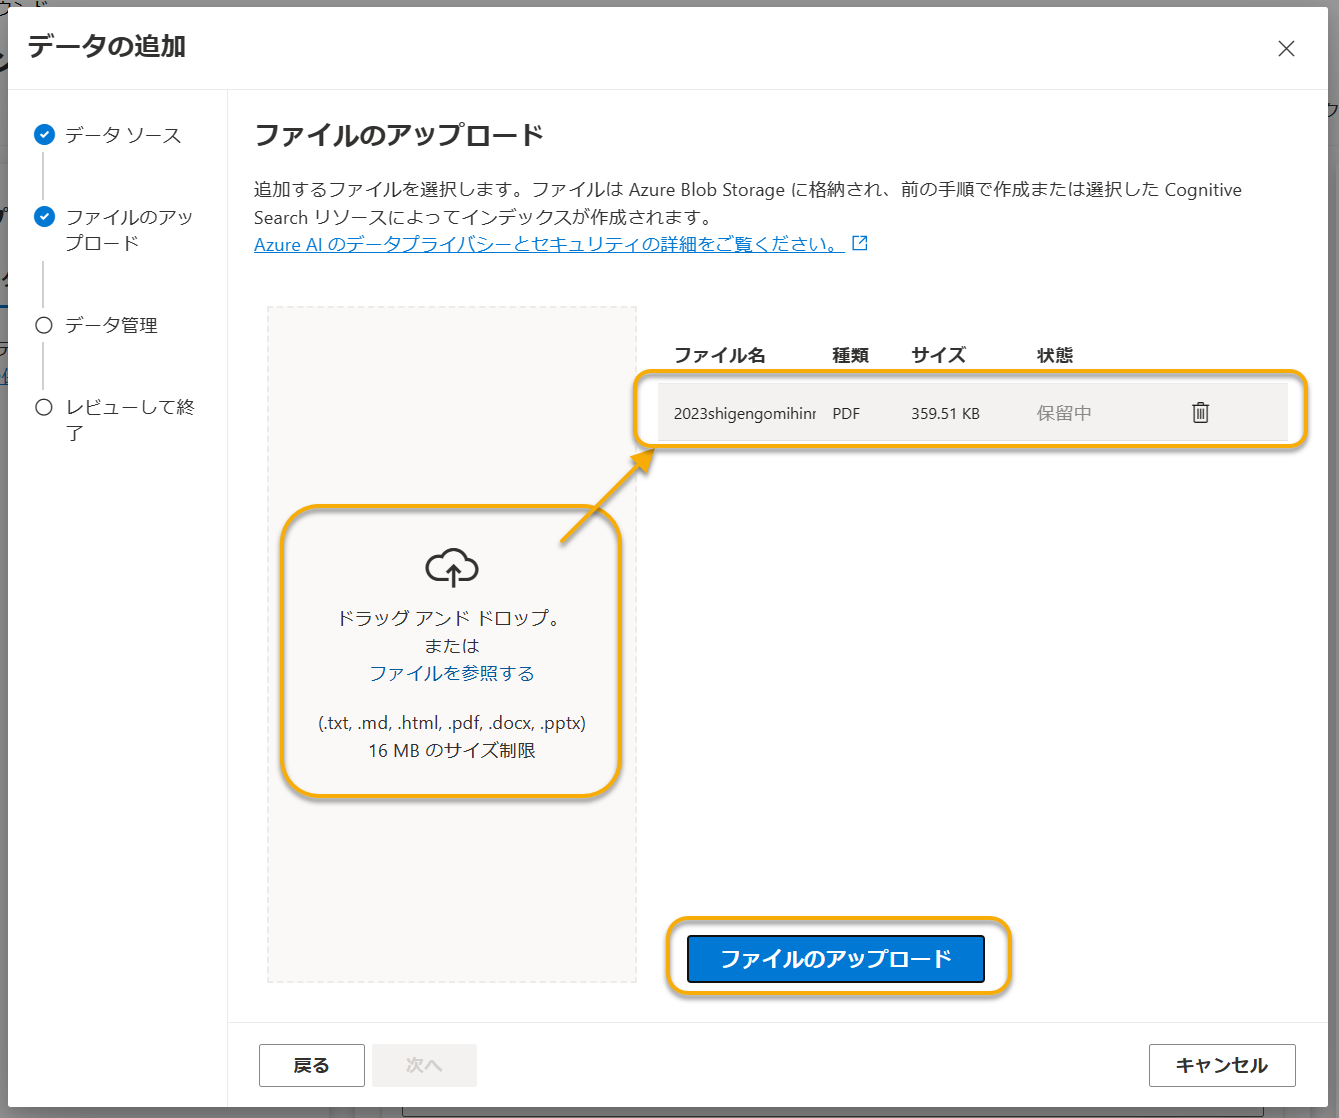 データの追加
データ ソース
ファイルのアッ
プロード
データ管理
レビューして終
了
ファイルのアップロード
追加するファイルを選択します。ファイルは Azure Blob Storage に格納され、前の手順で作成または選択した Cognitive
Search リソースによってインデックスが作成されます。
Azure AI のデータプライバシーとセキュリティの詳細をご覧ください。
ドラッグ アンド ドロップ。
または
ファイルを参照する
(.txt, .md, .html, .pdf, .docx, .pptx)
16 MB のサイズ制限
ファイル名 種類 サイズ 状態
2023shigengomihinr PDF 359.51 KB 保留中
ファイルのアップロード
戻る 次へ キャンセル